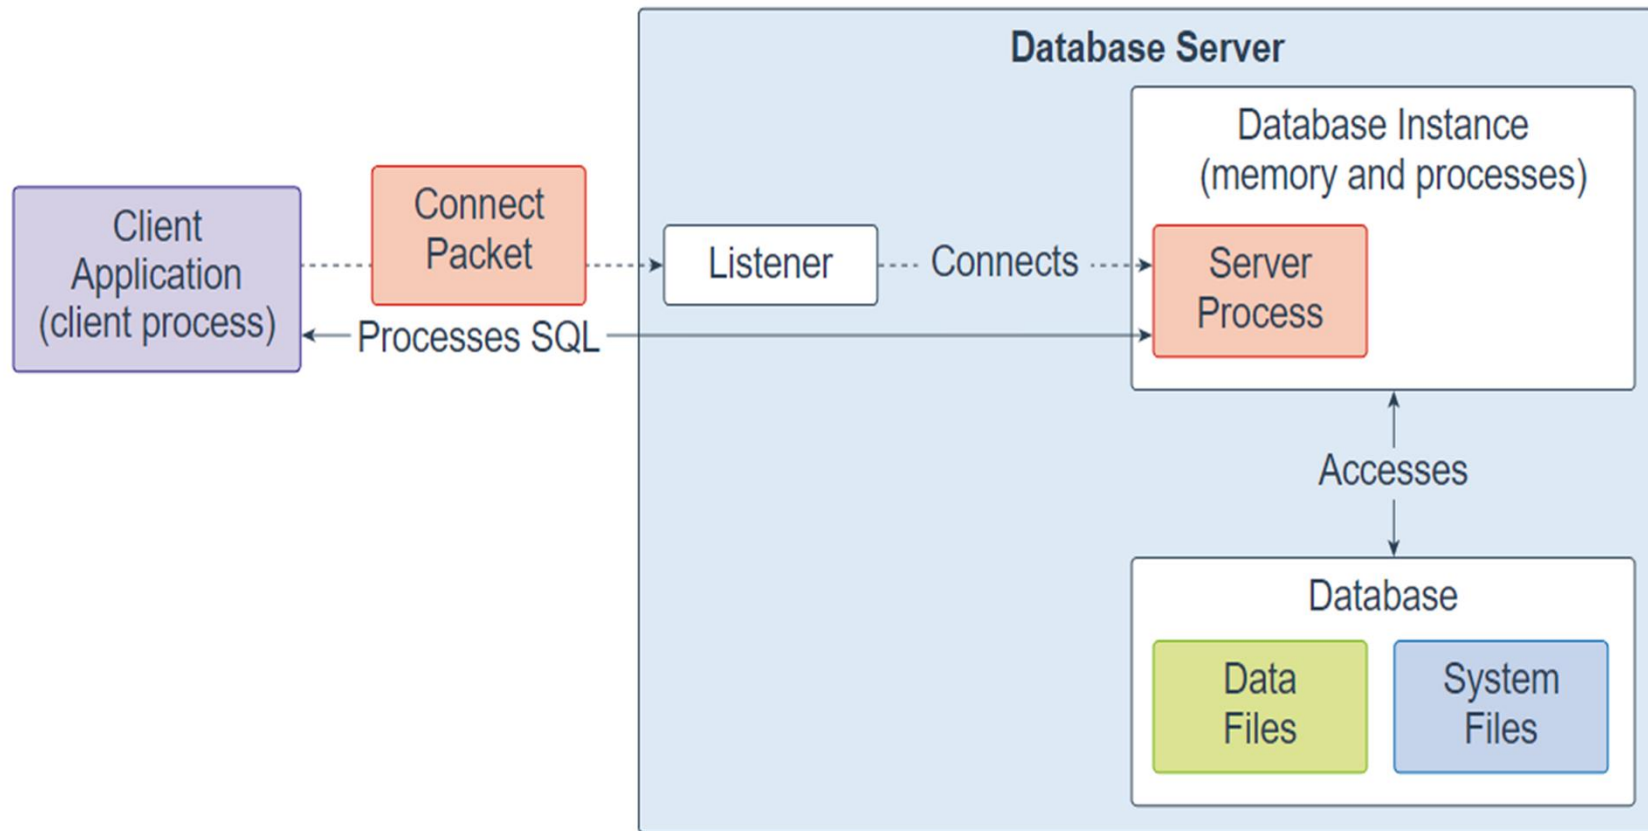 Database Server
Database Instance
(memory and processes)
Client
Application
(client process)
Connect
Packet
Listener
Connects
Server
Process
Processes SQL
Accesses
Database
Data
Files
System
Files